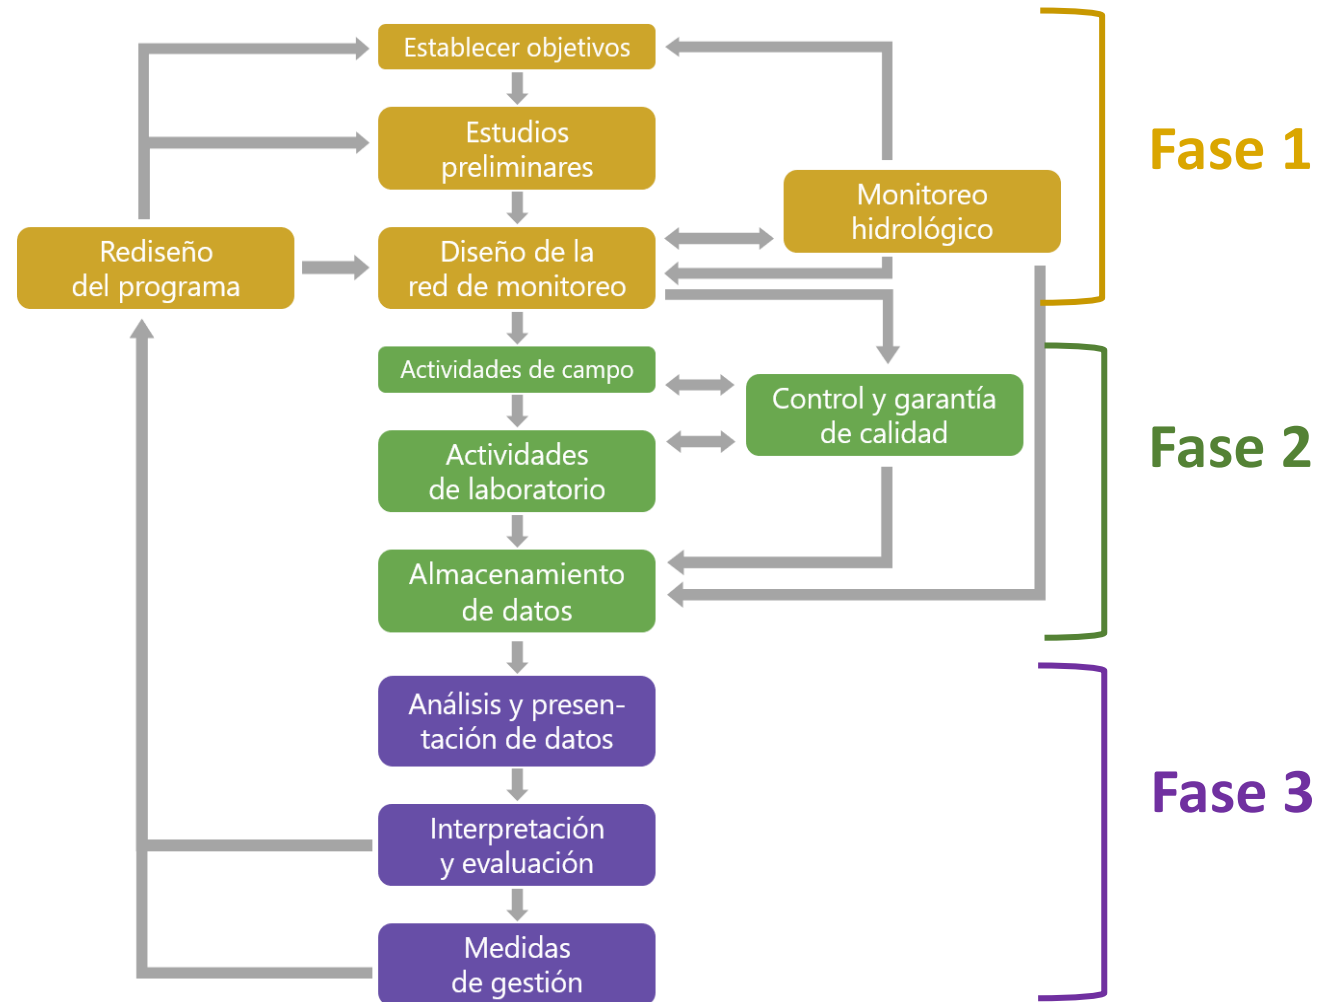 Establecer objetivos
Estudios
preliminares
Fase 1
Monitoreo
hidrológico
Rediseño
del programa
Diseño de la
red de monitoreo
Actividades de campo
Control y garantía
de calidad
Fase 2
Actividades
de laboratorio
Almacenamiento
de datos
Análisis y presen-
tación de datos
Fase 3
Interpretación
y evaluación
Medidas
de gestión